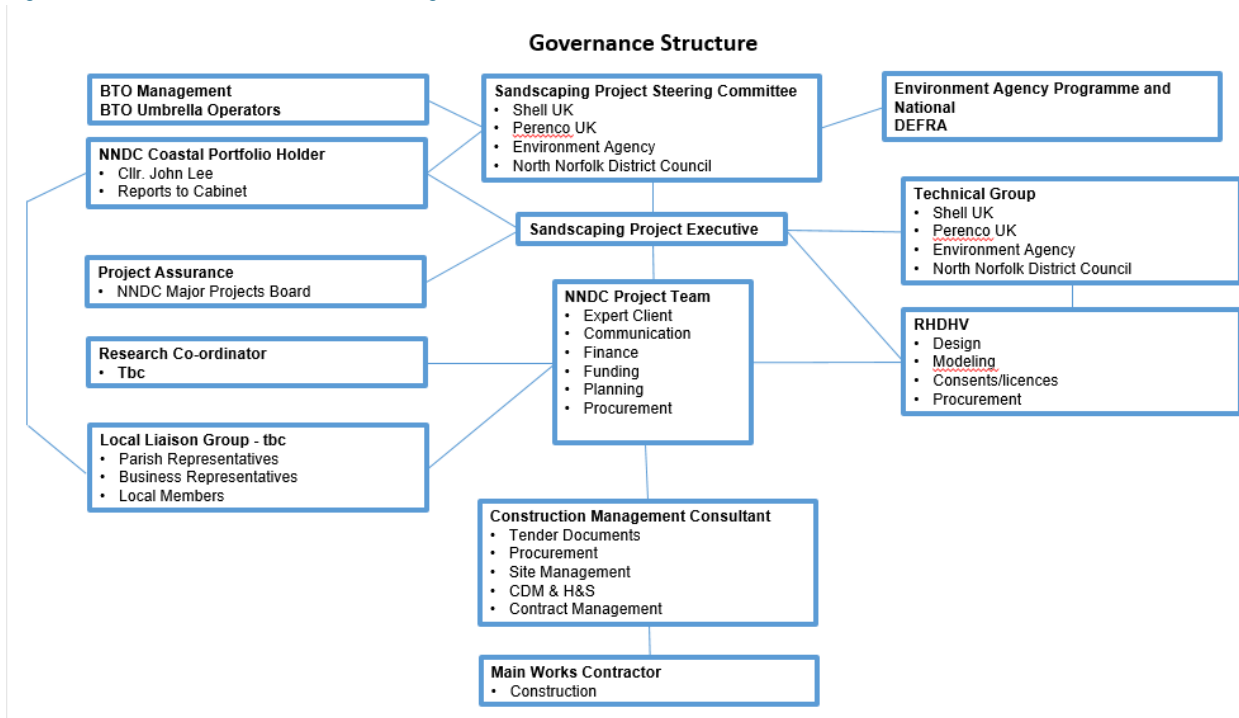 Governance Structure
BTO Management
BTO Umbrella Operators
Sandscaping Project Steering Committee
• Shell UK
• Perenco UK
• Environment Agency
• North Norfolk District Council
Environment Agency Programme and
National
DEFRA
NNDC Coastal Portfolio Holder
• Cllr. John Lee
• Reports to Cabinet
Technical Group
• Shell UK
• Perenco UK
• Environment Agency
• North Norfolk District Council
Sandscaping Project Executive
Project Assurance
• NNDC Major Projects Board
NNDC Project Team
• Expert Client
• Communication
• Finance
• Funding
• Planning
• Procurement
RHDHV
• Design
• Modeling
• Consents/licences
• Procurement
Research Co-ordinator
• Tbc
Local Liaison Group - tbc
• Parish Representatives
• Business Representatives
• Local Members
Construction Management Consultant
• Tender Documents
• Procurement
• Site Management
• CDM & H&S
• Contract Management
Main Works Contractor
• Construction